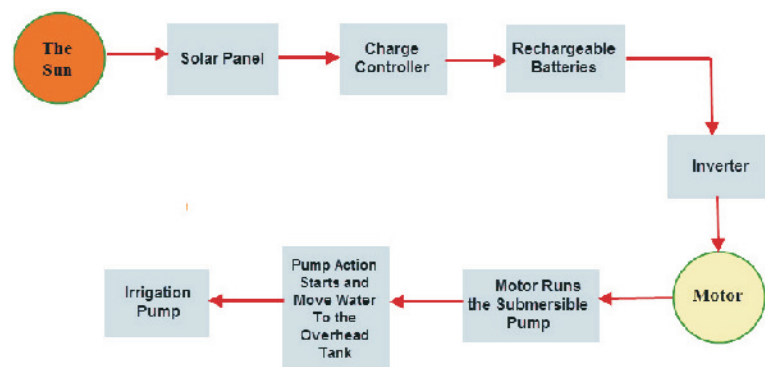 The
Sun
Solar Panel
Charge
Controller
Rechargeable
Batteries
Inverter
Motor
Motor Runs
the Submersible
Pump
Pump Action
Starts and
Move Water
To the
Overhead
Tank
Irrigation
Pump